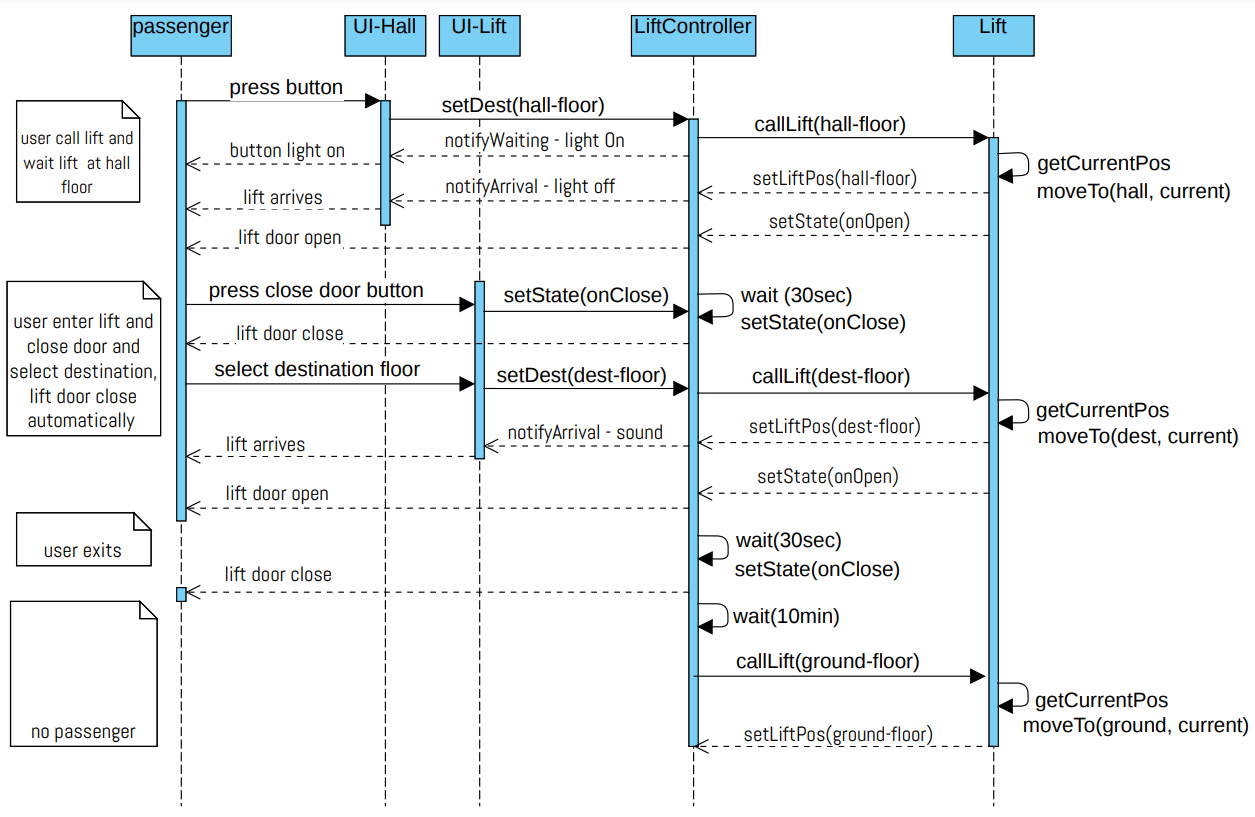 passenger
UI-Hall
UI-Lift
LiftController
Lift
press button
setDest(hall-floor)
callLift(hall-floor)
user call lift and
wait lift at hall
floor
notifyWaiting - light On
button light on
getCurrentPos
moveTo(hall, current)
setLiftPos(hall-floor)
notifyArrival - light off
lift arrives
setState(onOpen)
lift door open
press close door button
setState(onClose)
wait (30sec)
setState(onClose)
user enter lift and
close door and
select destination,
lift door close
automatically
lift door close
select destination floor
setDest(dest-floor)
callLift(dest-floor)
getCurrentPos
moveTo(dest, current)
setLiftPos(dest-floor)
notifyArrival - sound
lift arrives
setState(onOpen)
lift door open
user exits
wait(30sec)
setState(onClose)
lift door close
wait(10min)
callLift(ground-floor)
getCurrentPos
moveTo(ground, current)
setLiftPos(ground-floor)
no passenger